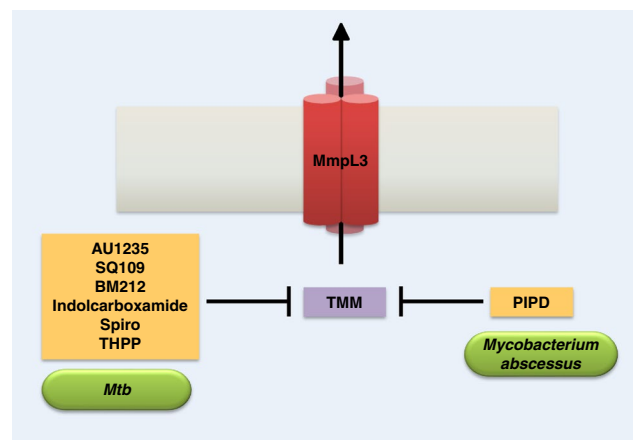 MmpL3
AU1235
SQ109
BM212
Indolcarboxamide
Spiro
THPP
Mtb
TMM
PIPD
Mycobacterium
abscessus